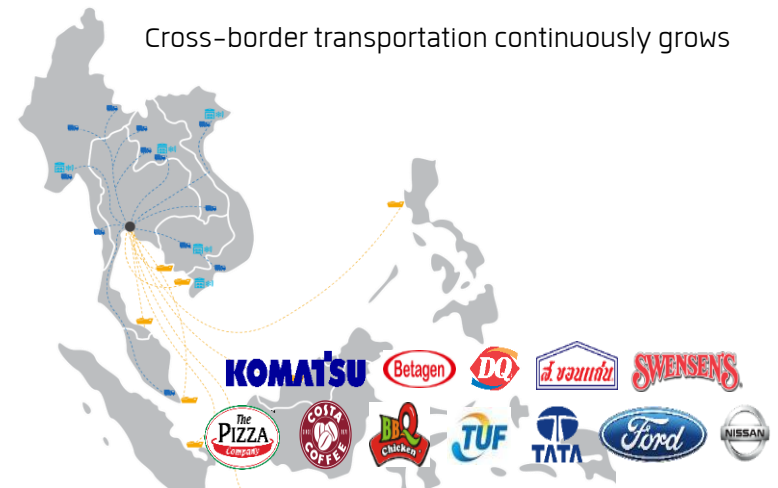 Cross-border transportation continuously grows
KOMATSU
Betagen
DQ
ส.ขอนแก่น
SWENSEN'S
The
PIZZA
Company
COSTA
COFFEE
BBQ
Chicken
TUF
TATA
Ford
NISSAN